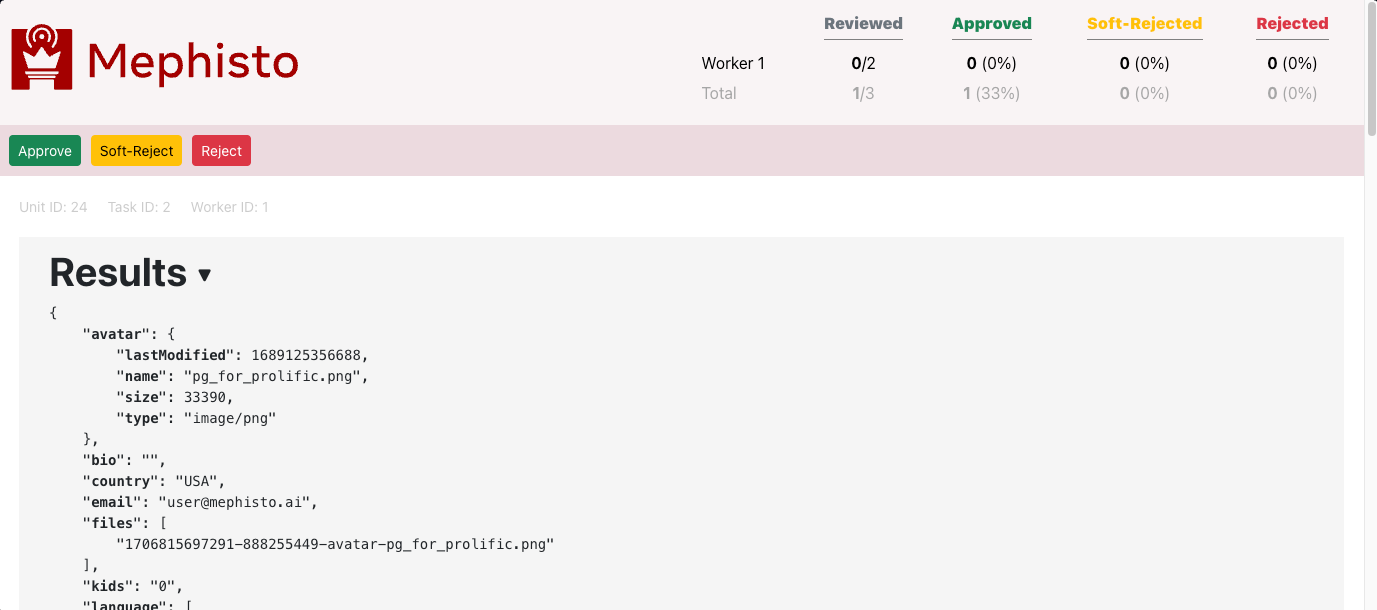 Mephisto
Reviewed Approved Soft-Rejected Rejected
Worker 1 0/2 0 (0%) 0 (0%) 0 (0%)
Total 1/3 1 (33%) 0 (0%) 0 (0%)
Approve Soft-Reject Reject
Unit ID: 24 Task ID: 2 Worker ID: 1
Results ▾
{
"avatar": {
"lastModified": 1689125356688,
"name": "pg_for_prolific.png",
"size": 33390,
"type": "image/png"
},
"bio": "",
"country": "USA",
"email": "user@mephisto.ai",
"files": [
"1706815697291-888255449-avatar-pg_for_prolific.png"
],
"kids": "0",
"language": [